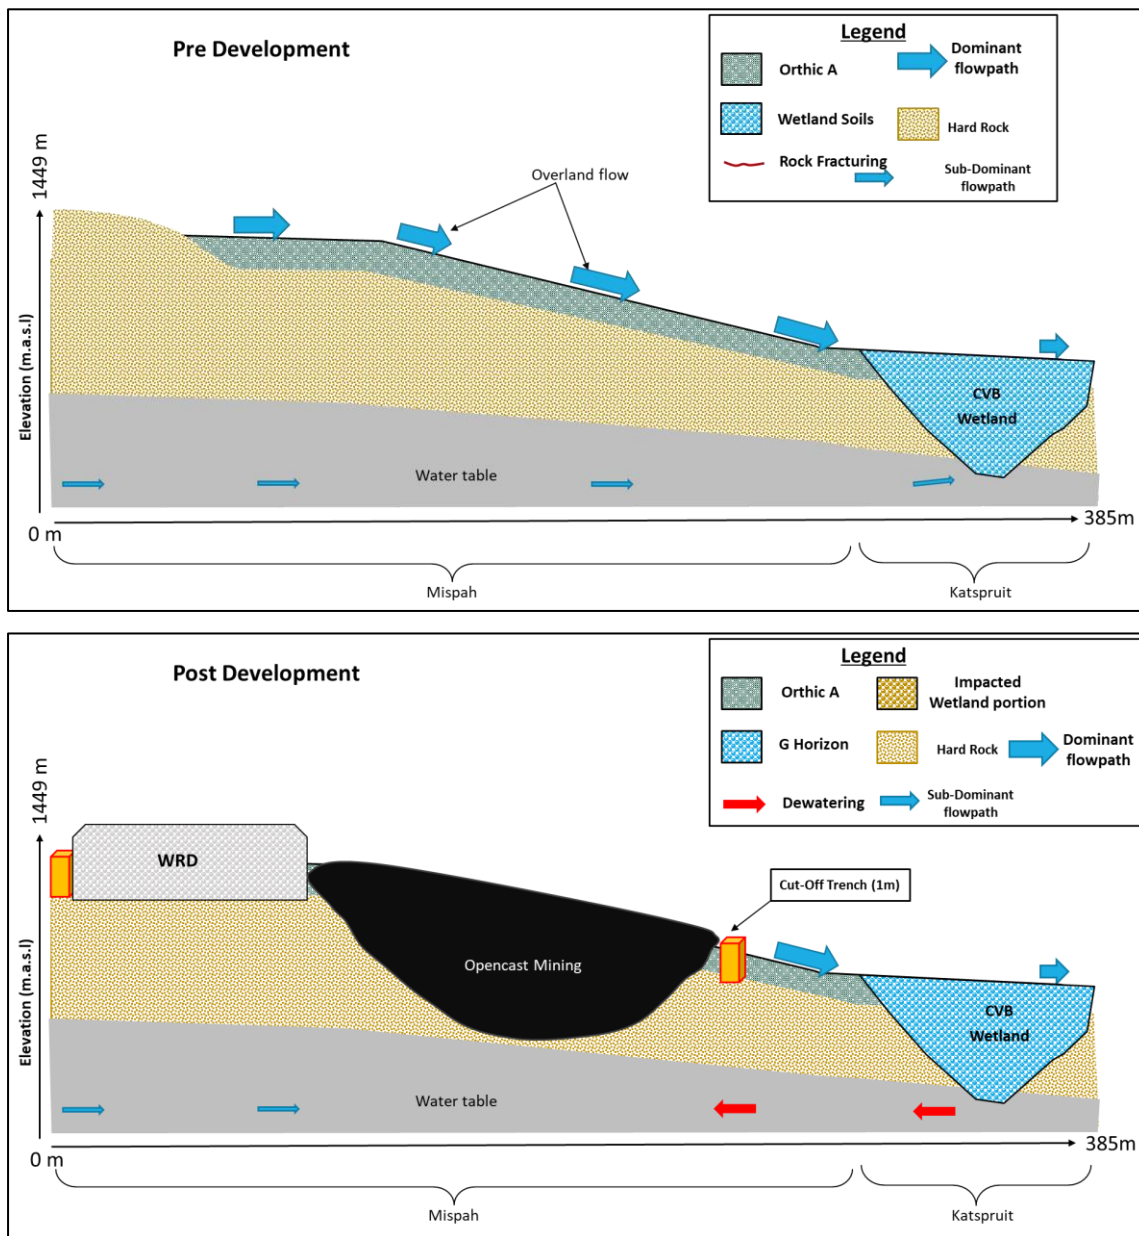 Pre Development
Legend
Orthic A
Dominant
flowpath
Wetland Soils
Hard Rock
Rock Fracturing
Sub-Dominant
flowpath
1449 m
Elevation (m.a.s.l)
Overland flow
CVB
Wetland
Water table
0 m
385m
Mispah
Katspruit
Post Development
Legend
Orthic A
Impacted
Wetland portion
G Horizon
Hard Rock
Dominant
flowpath
Dewatering
Sub-Dominant
flowpath
1449 m
Elevation (m.a.s.l)
WRD
Cut-Off Trench (1m)
Opencast Mining
CVB
Wetland
Water table
0 m
385m
Mispah
Katspruit